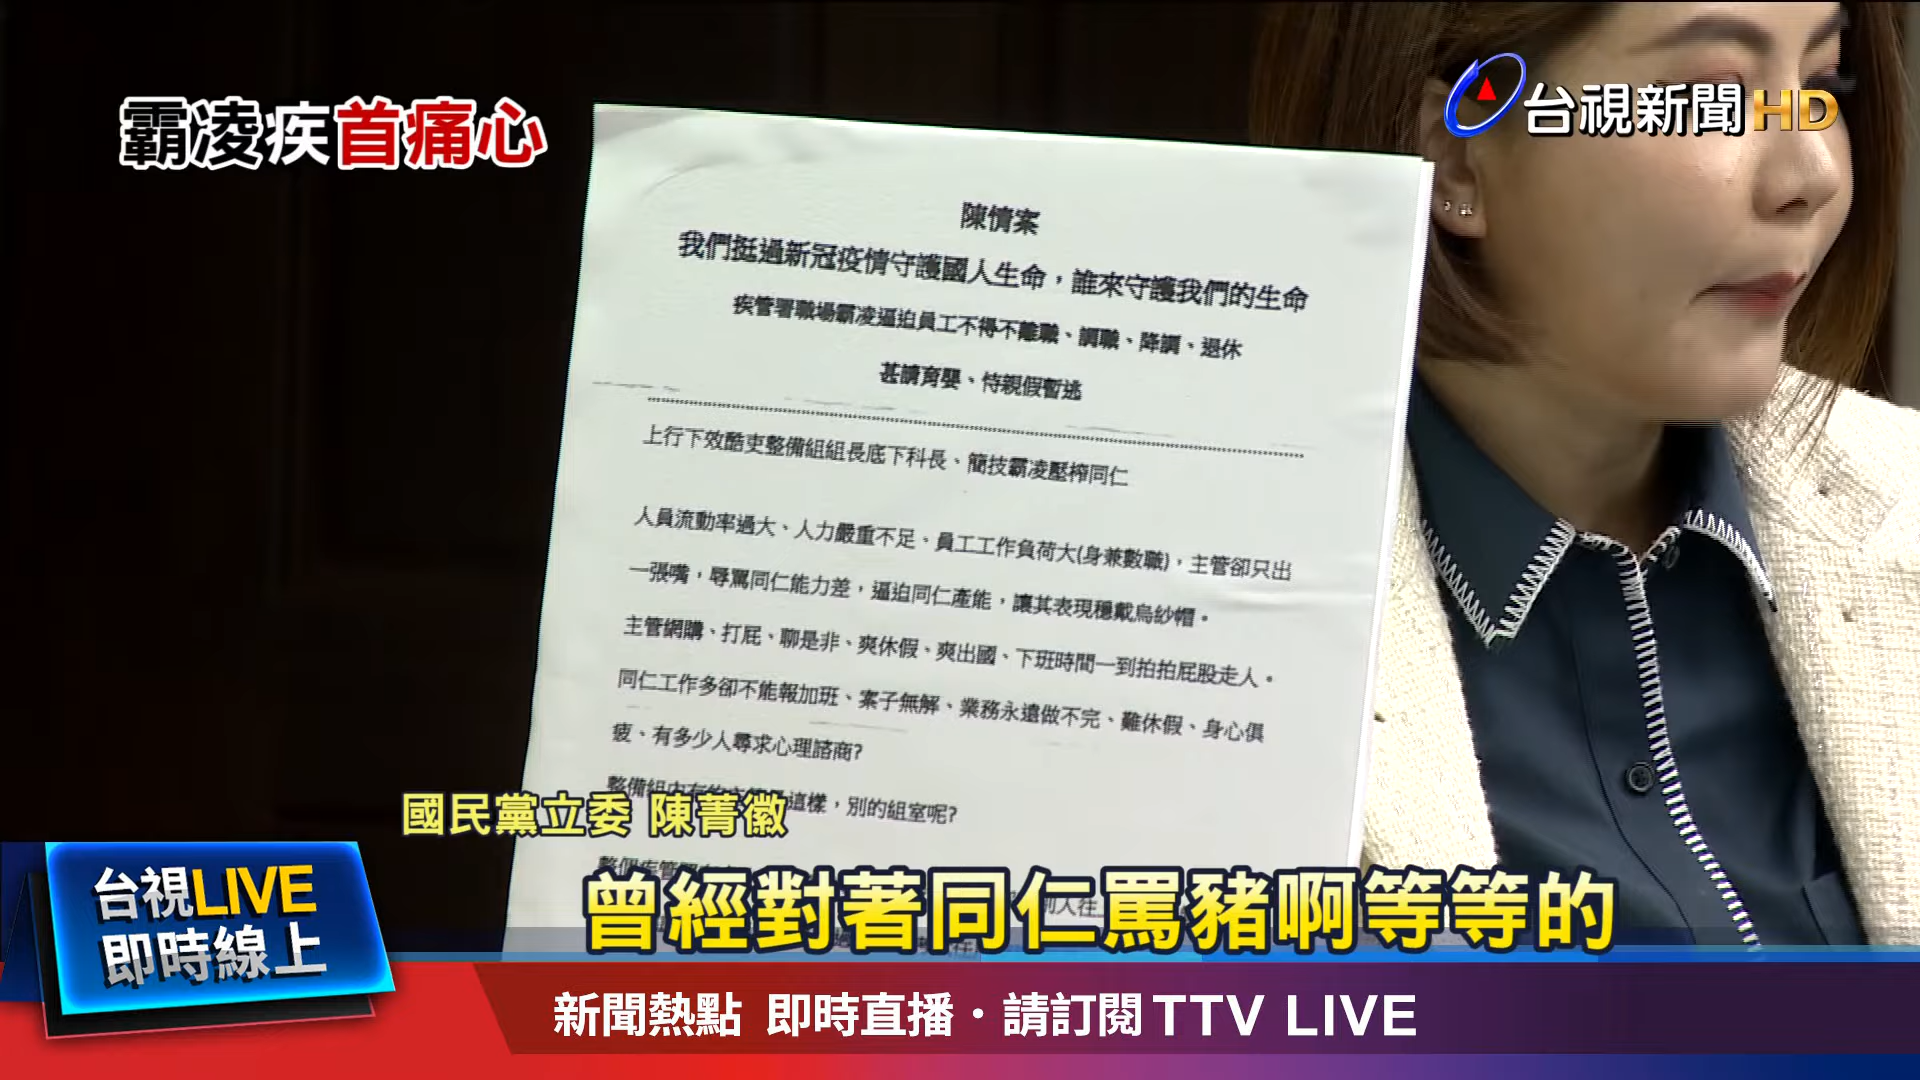 霸凌疾首痛心
台視新聞HD
陳情案
我們挺過新冠疫情守護國人生命，誰來守護我們的生命
疾管署職場霸凌逼迫員工不得不離職、調職、降調、退休
甚請育嬰、侍親假暫逃
上行下效酷吏整備組組長底下科長、簡技霸凌壓榨同仁
人員流動率過大、人力嚴重不足、員工工作負荷大(身兼數職)，主管卻只出
一張嘴，辱罵同仁能力差，逼迫同仁產能，讓其表現穩戴烏紗帽。
主管網購、打屁、聊是非、爽休假、爽出國、下班時間一到拍拍屁股走人。
同仁工作多卻不能報加班、案子無解、業務永遠做不完、難休假、身心俱
疲、有多少人尋求心理諮商?
整備組內有的主管是這樣，別的組室呢?
國民黨立委 陳菁徽
曾經對著同仁罵豬啊等等的
台視LIVE
即時線上
新聞熱點 即時直播・請訂閱TTV LIVE